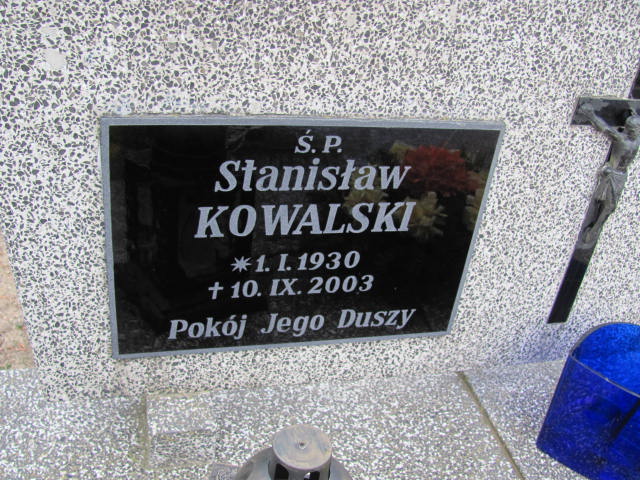 Ś. P.
Stanisław
KOWALSKI
✶ 1. I. 1930
✝ 10. IX. 2003
Pokój Jego Duszy